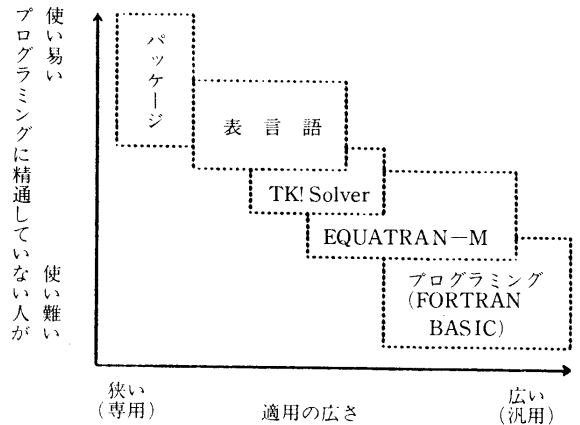 プログラミングに精通していない人が
使い易い
使い難い
パッケージ
表言語
TK! Solver
EQUATRAN－M
プログラミング
(FORTRAN
BASIC)
狭い
(専用)
適用の広さ
広い
(汎用)